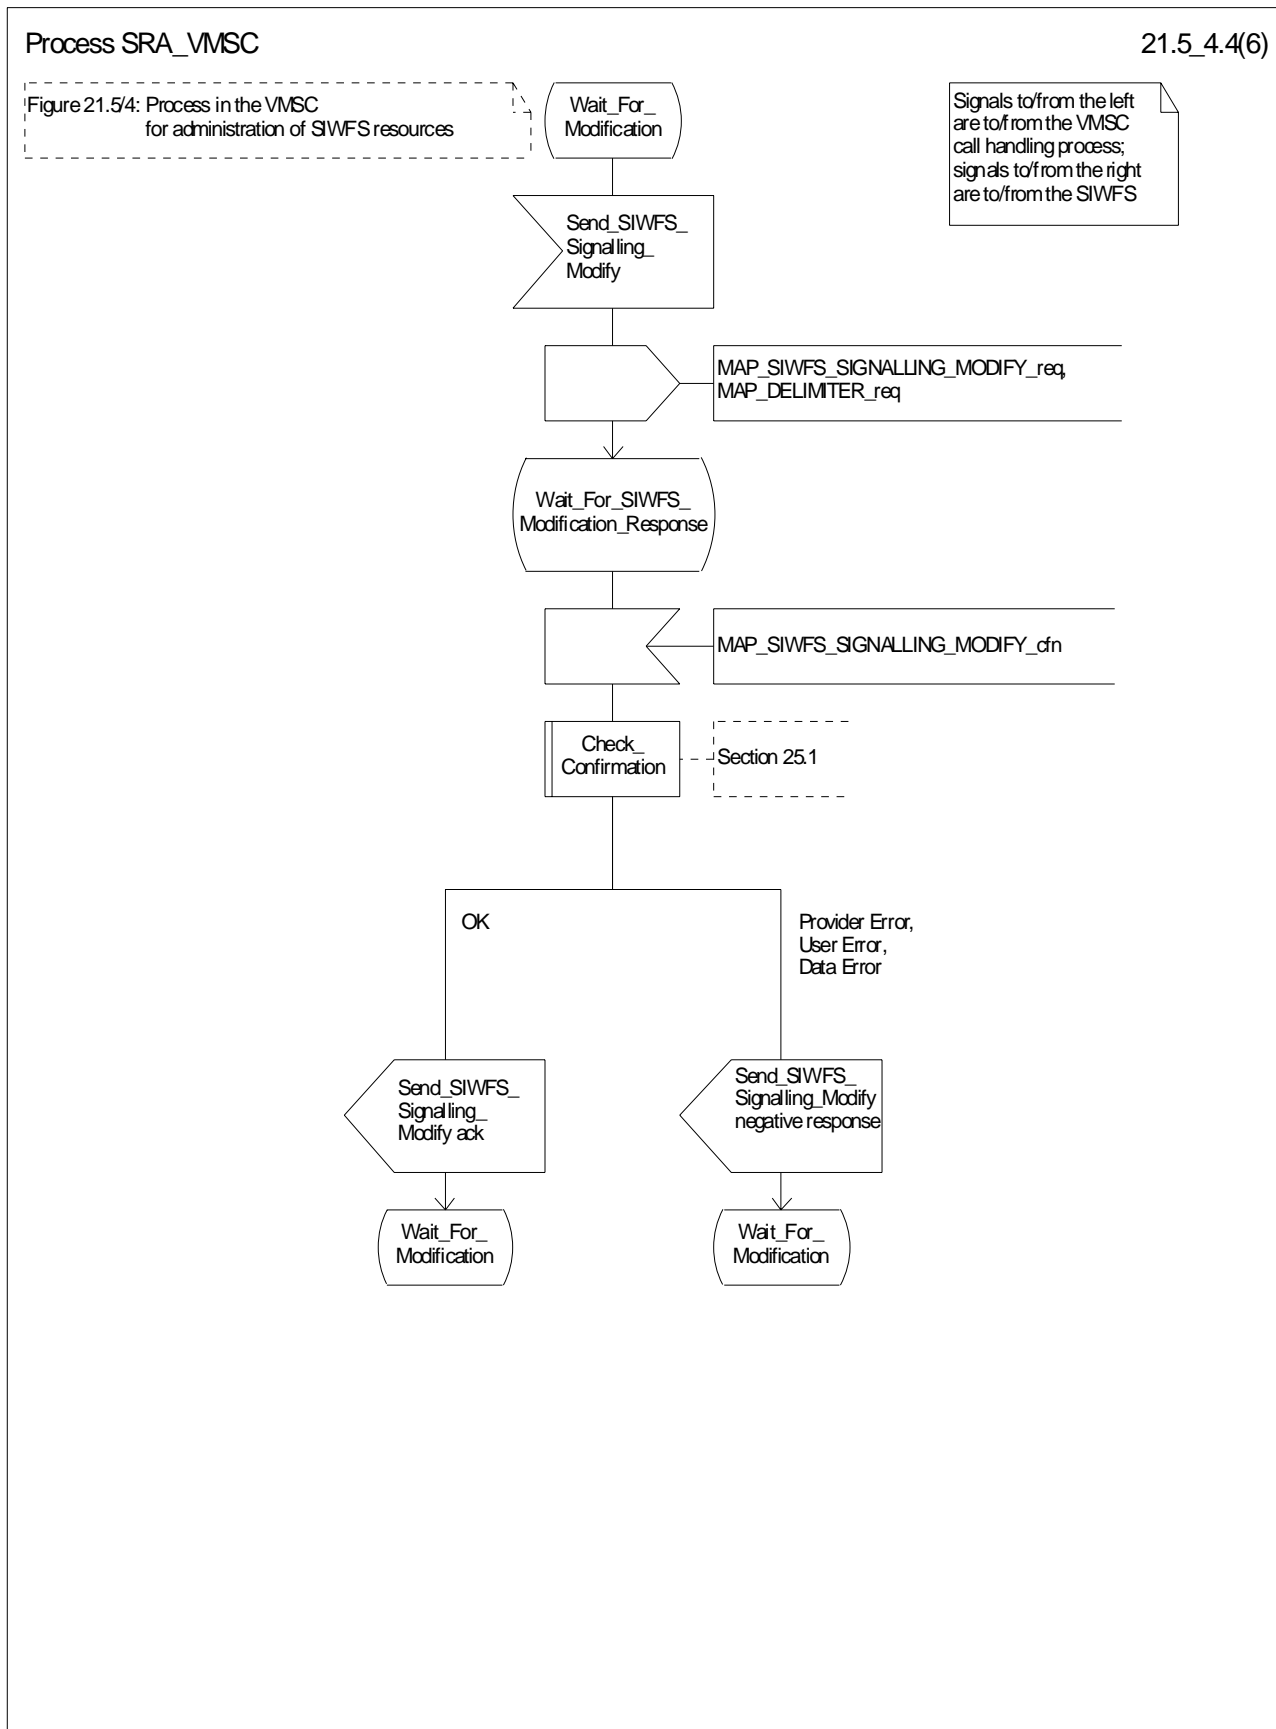 Process SRA_VMSC
21.5_4.4(6)
Figure 21.5/4: Process in the VMSC
for administration of SIWFS resources
Wait_For_
Modification
Signals to/from the left
are to/from the VMSC
call handling process;
signals to/from the right
are to/from the SIWFS
Send_SIWFS_
Signalling_
Modify
MAP_SIWFS_SIGNALLING_MODIFY_req,
MAP_DELIMITER_req
Wait_For_SIWFS_
Modification_Response
MAP_SIWFS_SIGNALLING_MODIFY_cfn
Check_
Confirmation
Section 25.1
OK
Provider Error,
User Error,
Data Error
Send_SIWFS_
Signalling_
Modify ack
Send_SIWFS_
Signalling_Modify
negative response
Wait_For_
Modification
Wait_For_
Modification